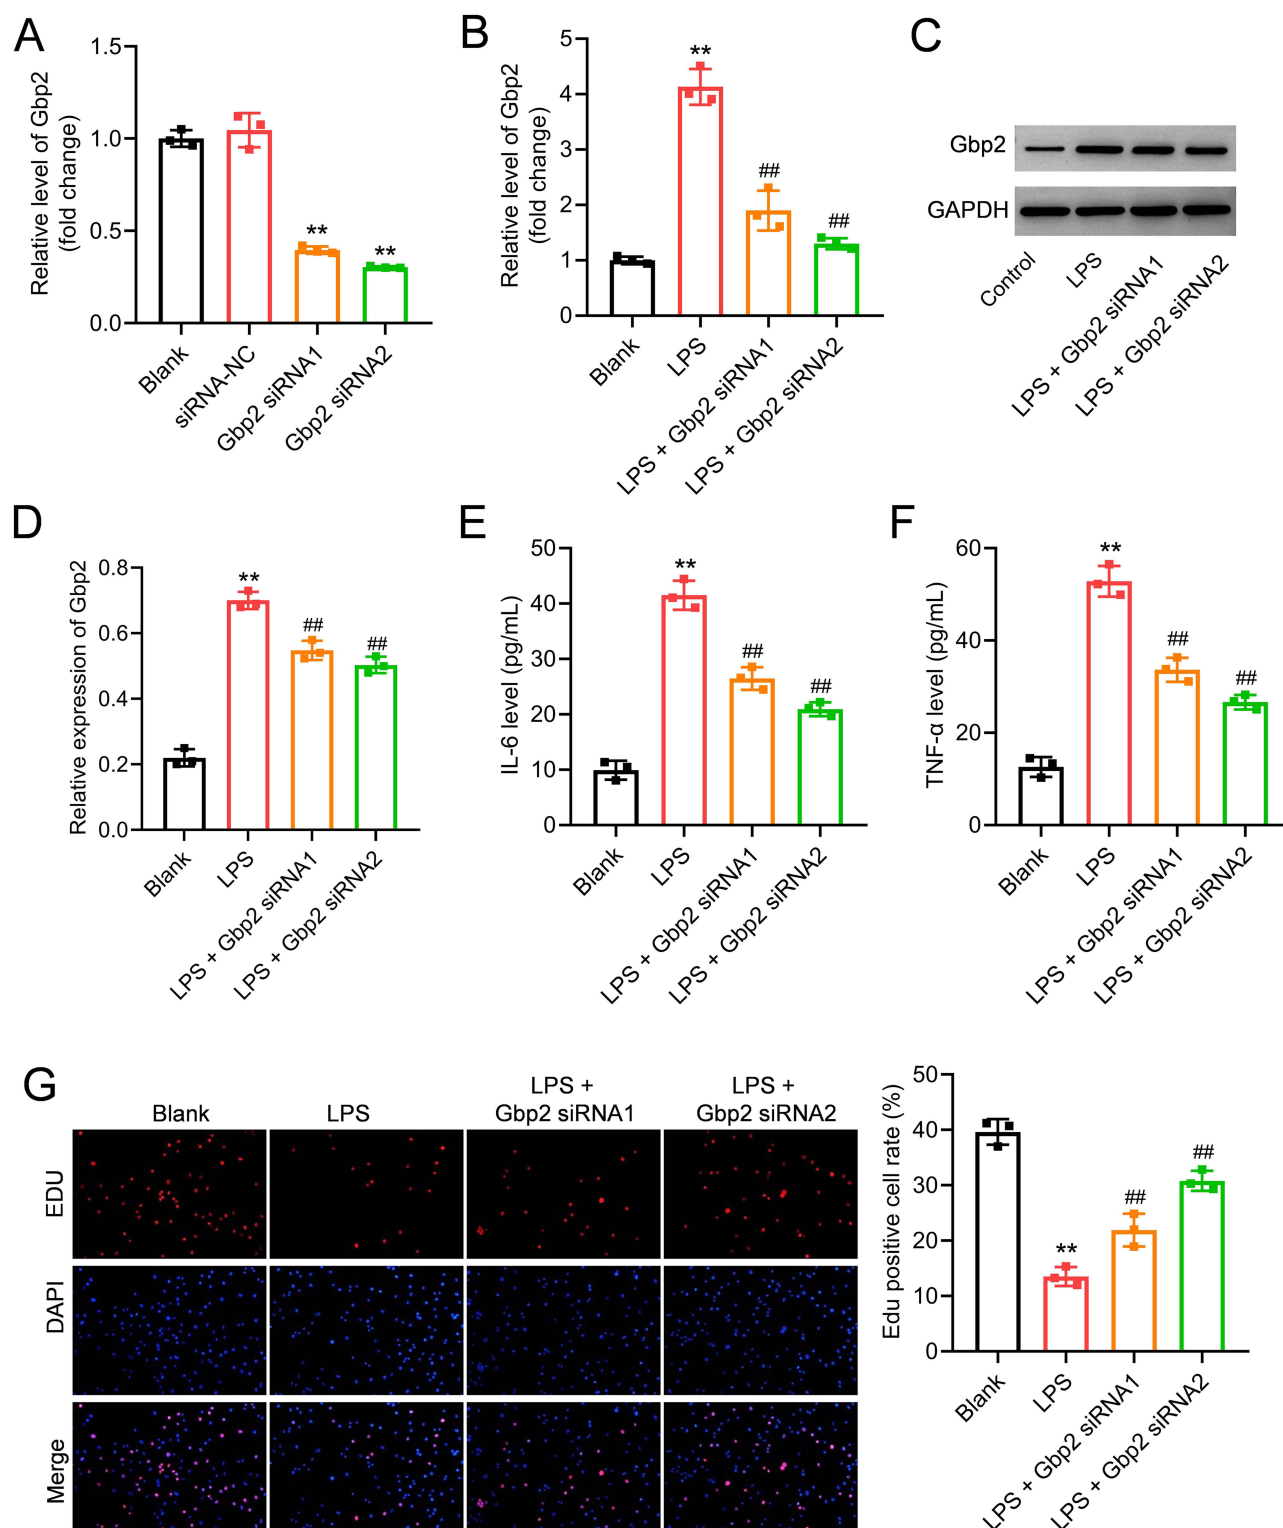 A
Relative level of Gbp2
(fold change)
1.5
1.0
0.5
0.0
**
**
Blank
siRNA-NC
Gbp2 siRNA1
Gbp2 siRNA2
B
Relative level of Gbp2
(fold change)
5
4
3
2
1
0
**
##
##
Blank
LPS
LPS + Gbp2 siRNA1
LPS + Gbp2 siRNA2
C
Gbp2
GAPDH
Control
LPS
LPS + Gbp2 siRNA1
LPS + Gbp2 siRNA2
D
Relative expression of Gbp2
0.8
0.6
0.4
0.2
0.0
**
##
##
Blank
LPS
LPS + Gbp2 siRNA1
LPS + Gbp2 siRNA2
E
IL-6 level (pg/mL)
50
40
30
20
10
0
**
##
##
Blank
LPS
LPS + Gbp2 siRNA1
LPS + Gbp2 siRNA2
F
TNF-α level (pg/mL)
60
40
20
0
**
##
##
Blank
LPS
LPS + Gbp2 siRNA1
LPS + Gbp2 siRNA2
G
Blank
LPS
LPS +
Gbp2 siRNA1
LPS +
Gbp2 siRNA2
EDU
DAPI
Merge
Edu positive cell rate (%)
50
40
30
20
10
0
**
##
##
Blank
LPS
LPS + Gbp2 siRNA1
LPS + Gbp2 siRNA2